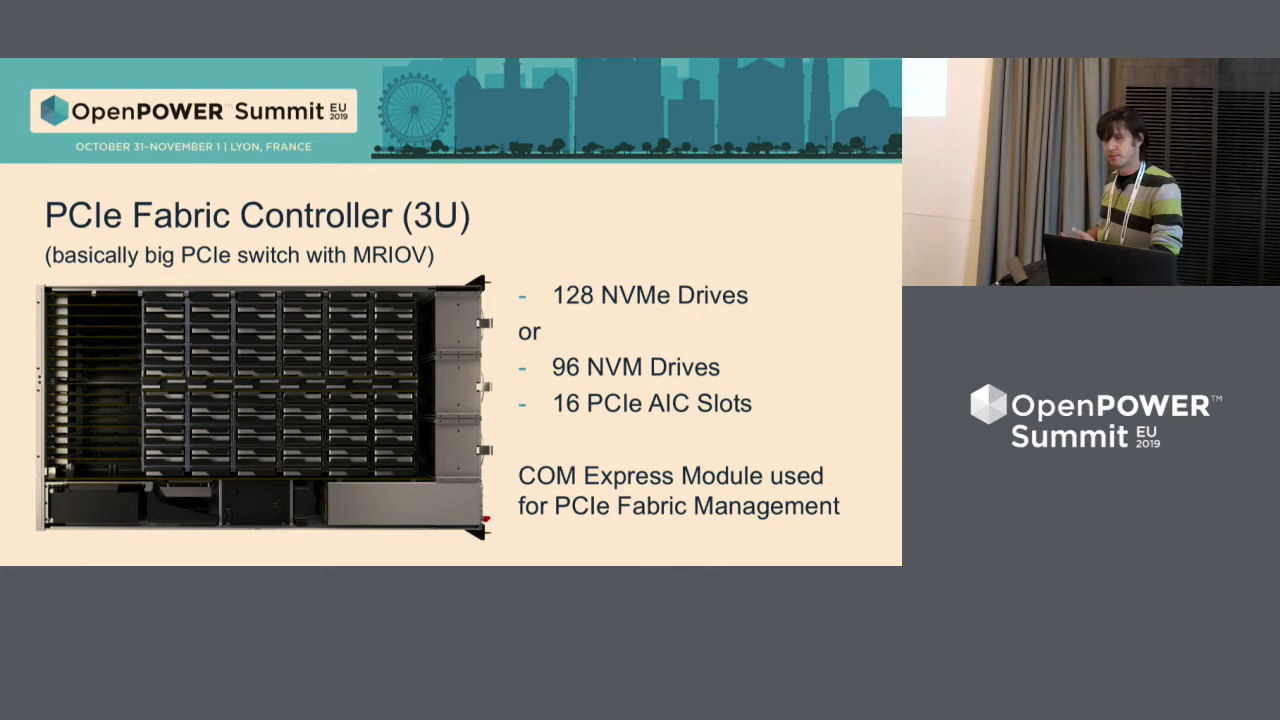 OpenPOWER™ Summit EU 2019
OCTOBER 31–NOVEMBER 1 | LYON, FRANCE
PCIe Fabric Controller (3U)
(basically big PCIe switch with MRIOV)
- 128 NVMe Drives
or
- 96 NVM Drives
- 16 PCIe AIC Slots
COM Express Module used
for PCIe Fabric Management
OpenPOWER™
Summit EU 2019